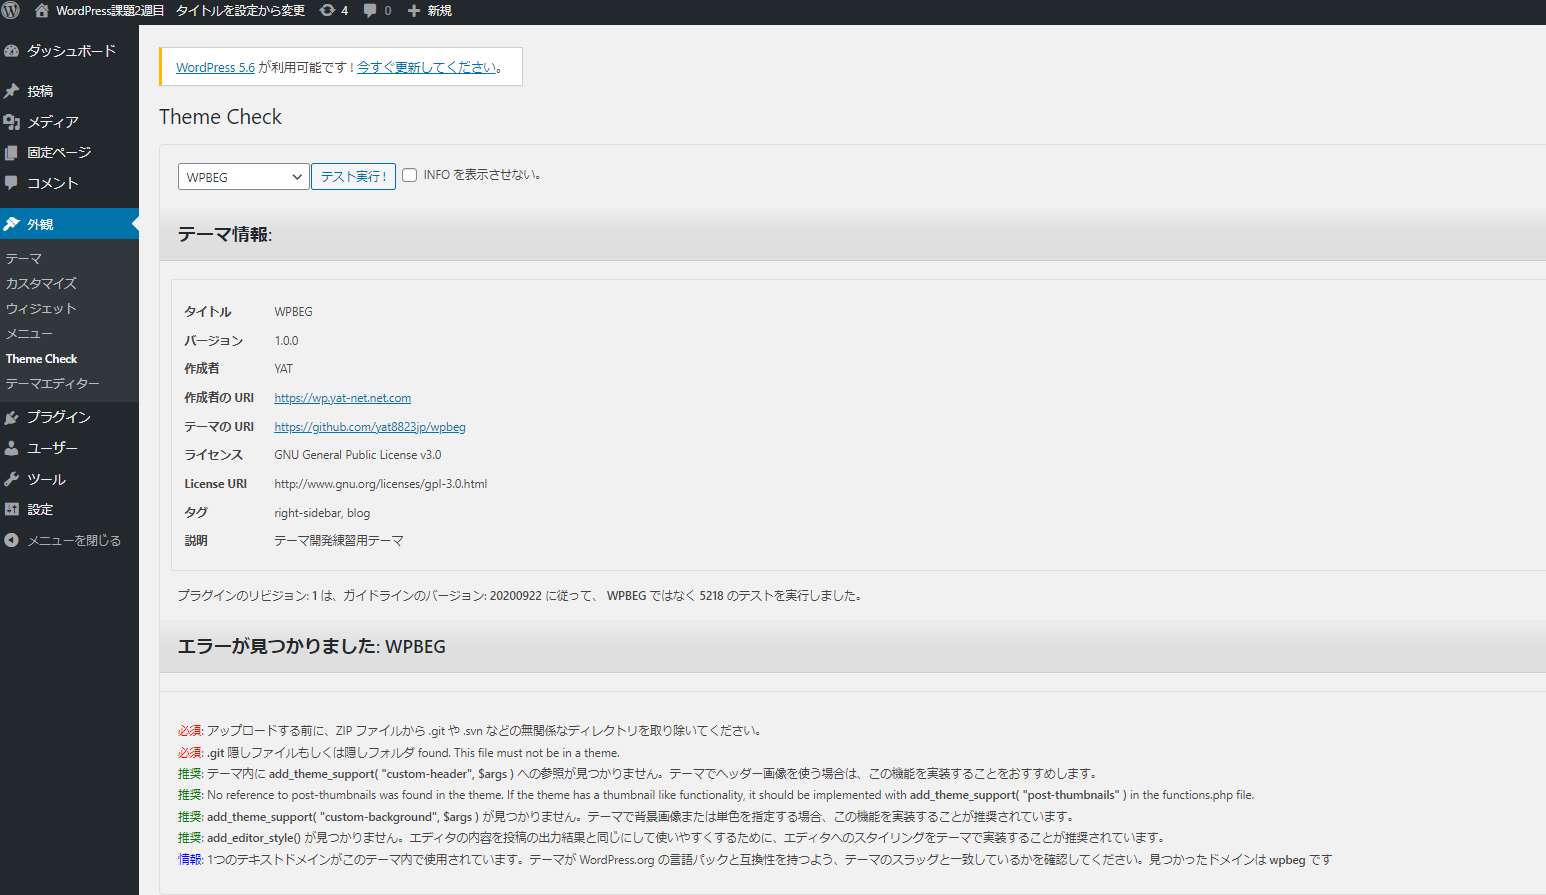 WordPress課題2週目 タイトルを設定から変更 4 0 新規
ダッシュボード
投稿
メディア
固定ページ
コメント
外観
テーマ
カスタマイズ
ウィジェット
メニュー
Theme Check
テーマエディター
プラグイン
ユーザー
ツール
設定
メニューを閉じる
WordPress 5.6 が利用可能です ! 今すぐ更新してください。
Theme Check
WPBEG テスト実行 ! INFO を表示させない。
テーマ情報:
タイトル WPBEG
バージョン 1.0.0
作成者 YAT
作成者の URI https://wp.yat-net.net.com
テーマの URI https://github.com/yat8823jp/wpbeg
ライセンス GNU General Public License v3.0
License URI http://www.gnu.org/licenses/gpl-3.0.html
タグ right-sidebar, blog
説明 テーマ開発練習用テーマ
プラグインのリビジョン: 1 は、ガイドラインのバージョン: 20200922 に従って、 WPBEG ではなく 5218 のテストを実行しました。
エラーが見つかりました: WPBEG
必須: アップロードする前に、ZIP ファイルから .git や .svn などの無関係なディレクトリを取り除いてください。
必須: .git 隠しファイルもしくは隠しフォルダ found. This file must not be in a theme.
推奨: テーマ内に add_theme_support( "custom-header", $args ) への参照が見つかりません。テーマでヘッダー画像を使う場合は、この機能を実装することをおすすめします。
推奨: No reference to post-thumbnails was found in the theme. If the theme has a thumbnail like functionality, it should be implemented with add_theme_support( "post-thumbnails" ) in the functions.php file.
推奨: add_theme_support( "custom-background", $args ) が見つかりません。テーマで背景画像または単色を指定する場合、この機能を実装することが推奨されています。
推奨: add_editor_style() が見つかりません。エディタの内容を投稿の出力結果と同じにして使いやすくするために、エディタへのスタイリングをテーマで実装することが推奨されています。
情報: 1つのテキストドメインがこのテーマ内で使用されています。テーマが WordPress.org の言語パックと互換性を持つよう、テーマのスラッグと一致しているかを確認してください。見つかったドメインは wpbeg です